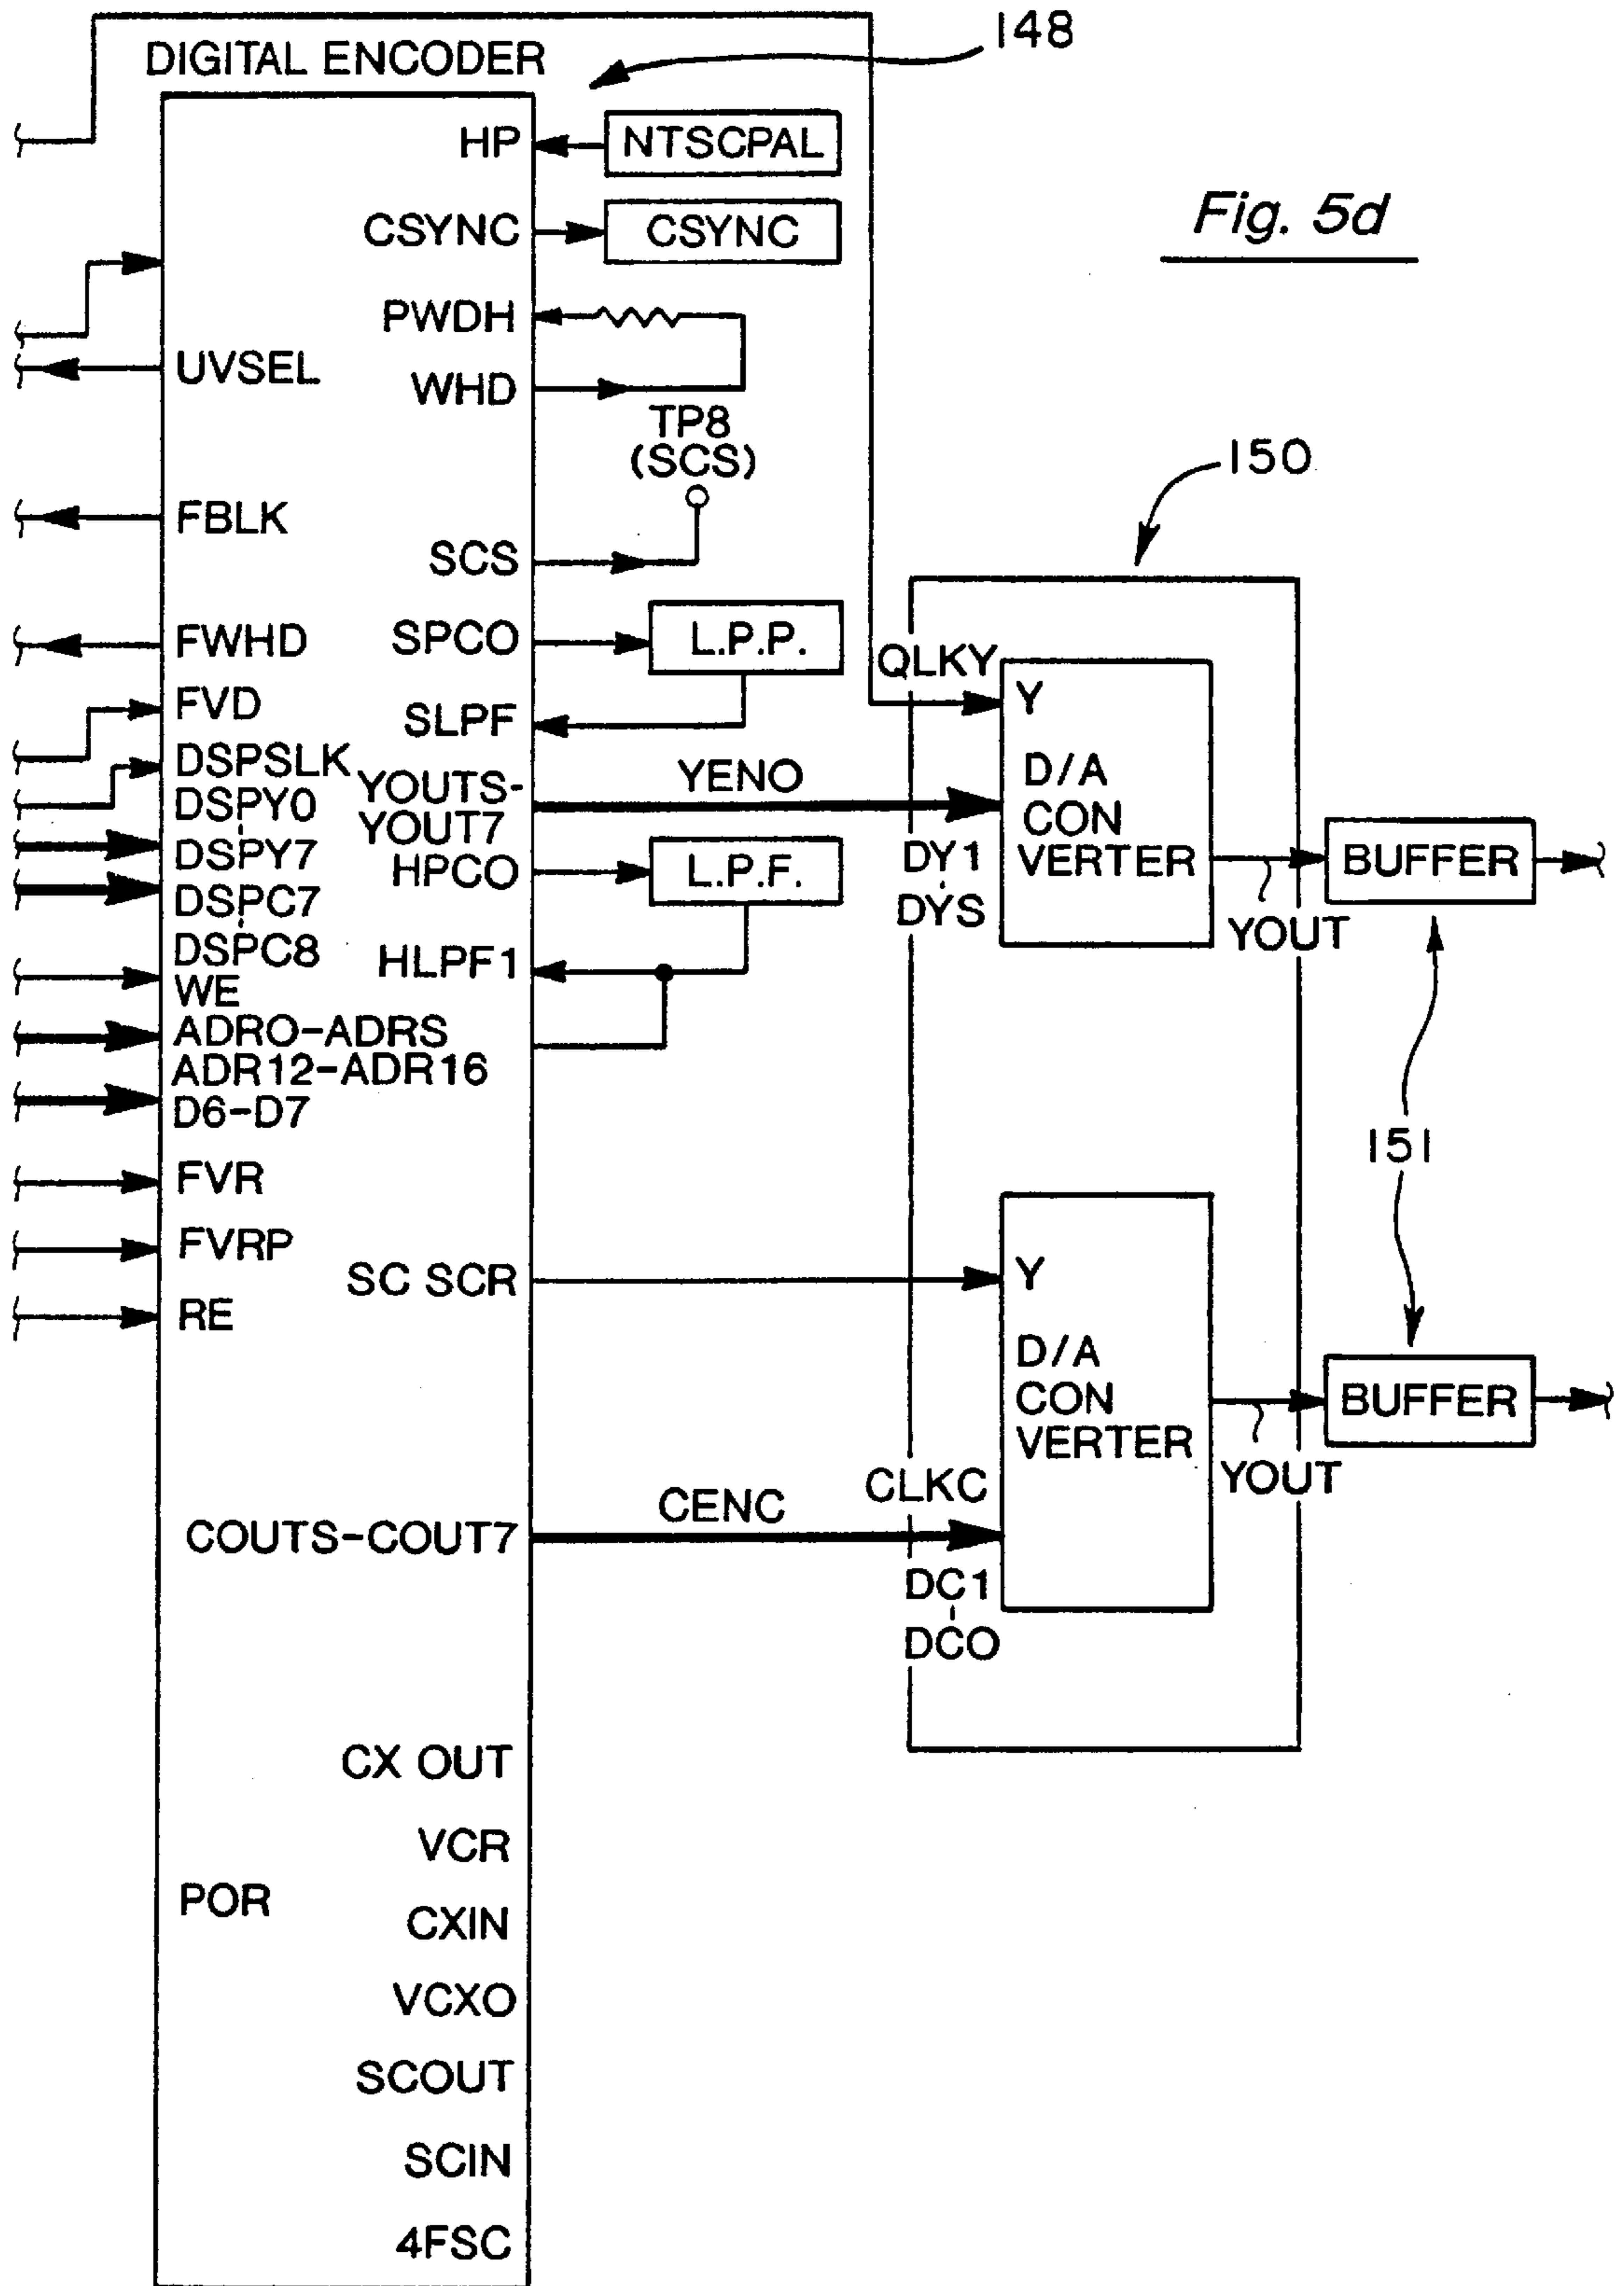 148
DIGITAL ENCODER
HP
NTSCPAL
Fig. 5d
CSYNC
CSYNC
PWDH
UVSEL
WHD
TP8
(SCS)
150
FBLK
SCS
FWHD
SPCO
L.P.P.
QLKY
Y
FVD
SLPF
DSPSLK
DSPY0
DSPY7
YOUTS-
YOUT7
YENO
D/A
CON
VERTER
BUFFER
DSPC7
DSPC8
HPCO
L.P.F.
DY1
DYS
YOUT
WE
HLPF1
ADRO-ADRS
ADR12-ADR16
D6-D7
151
FVR
FVRP
SC SCR
Y
RE
D/A
CON
VERTER
BUFFER
YOUT
CLKC
CENC
COUTS-COUT7
DC1
DCO
CX OUT
VCR
POR
CXIN
VCXO
SCOUT
SCIN
4FSC